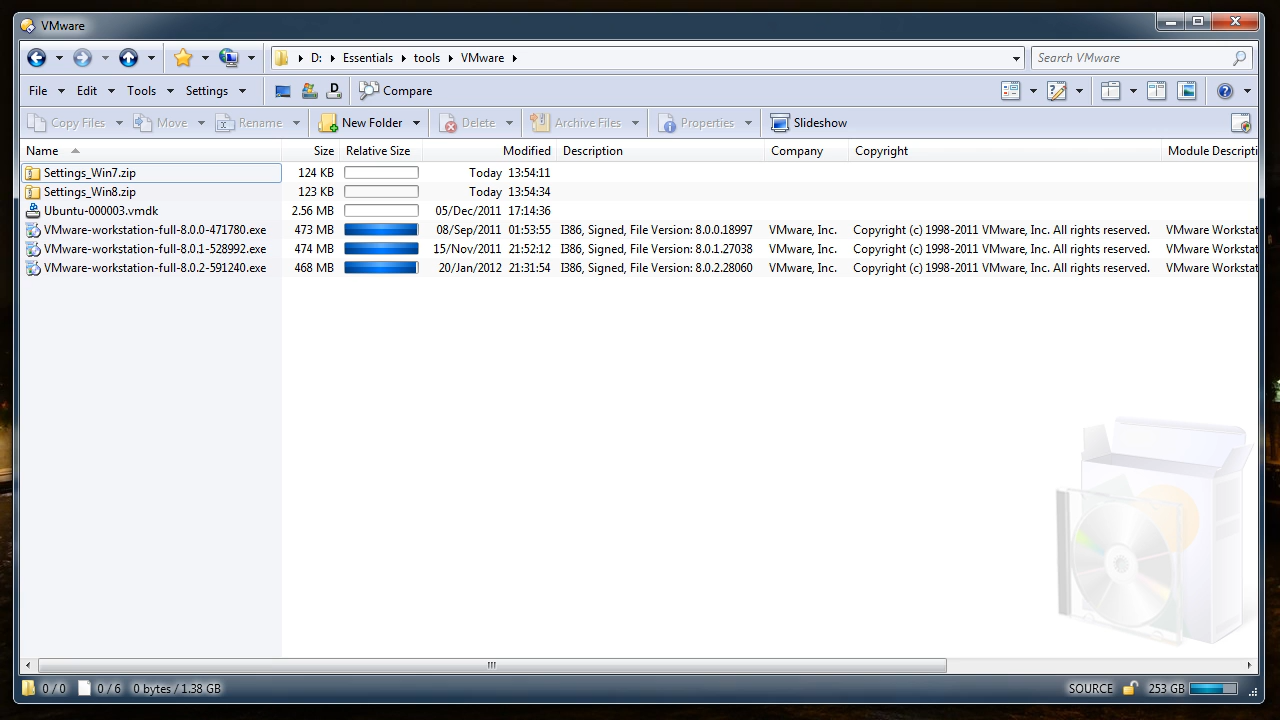 VMware
D: Essentials tools VMware Search VMware
File Edit Tools Settings D Compare
Copy Files Move Rename New Folder Delete Archive Files Properties Slideshow
Name Size Relative Size Modified Description Company Copyright Module Descripti
Settings_Win7.zip 124 KB Today 13:54:11
Settings_Win8.zip 123 KB Today 13:54:34
Ubuntu-000003.vmdk 2.56 MB 05/Dec/2011 17:14:36
VMware-workstation-full-8.0.0-471780.exe 473 MB 08/Sep/2011 01:53:55 I386, Signed, File Version: 8.0.0.18997 VMware, Inc. Copyright (c) 1998-2011 VMware, Inc. All rights reserved. VMware Workstat
VMware-workstation-full-8.0.1-528992.exe 474 MB 15/Nov/2011 21:52:12 I386, Signed, File Version: 8.0.1.27038 VMware, Inc. Copyright (c) 1998-2011 VMware, Inc. All rights reserved. VMware Workstat
VMware-workstation-full-8.0.2-591240.exe 468 MB 20/Jan/2012 21:31:54 I386, Signed, File Version: 8.0.2.28060 VMware, Inc. Copyright (c) 1998-2011 VMware, Inc. All rights reserved. VMware Workstat
0 / 0 0 / 6 0 bytes / 1.38 GB SOURCE 253 GB